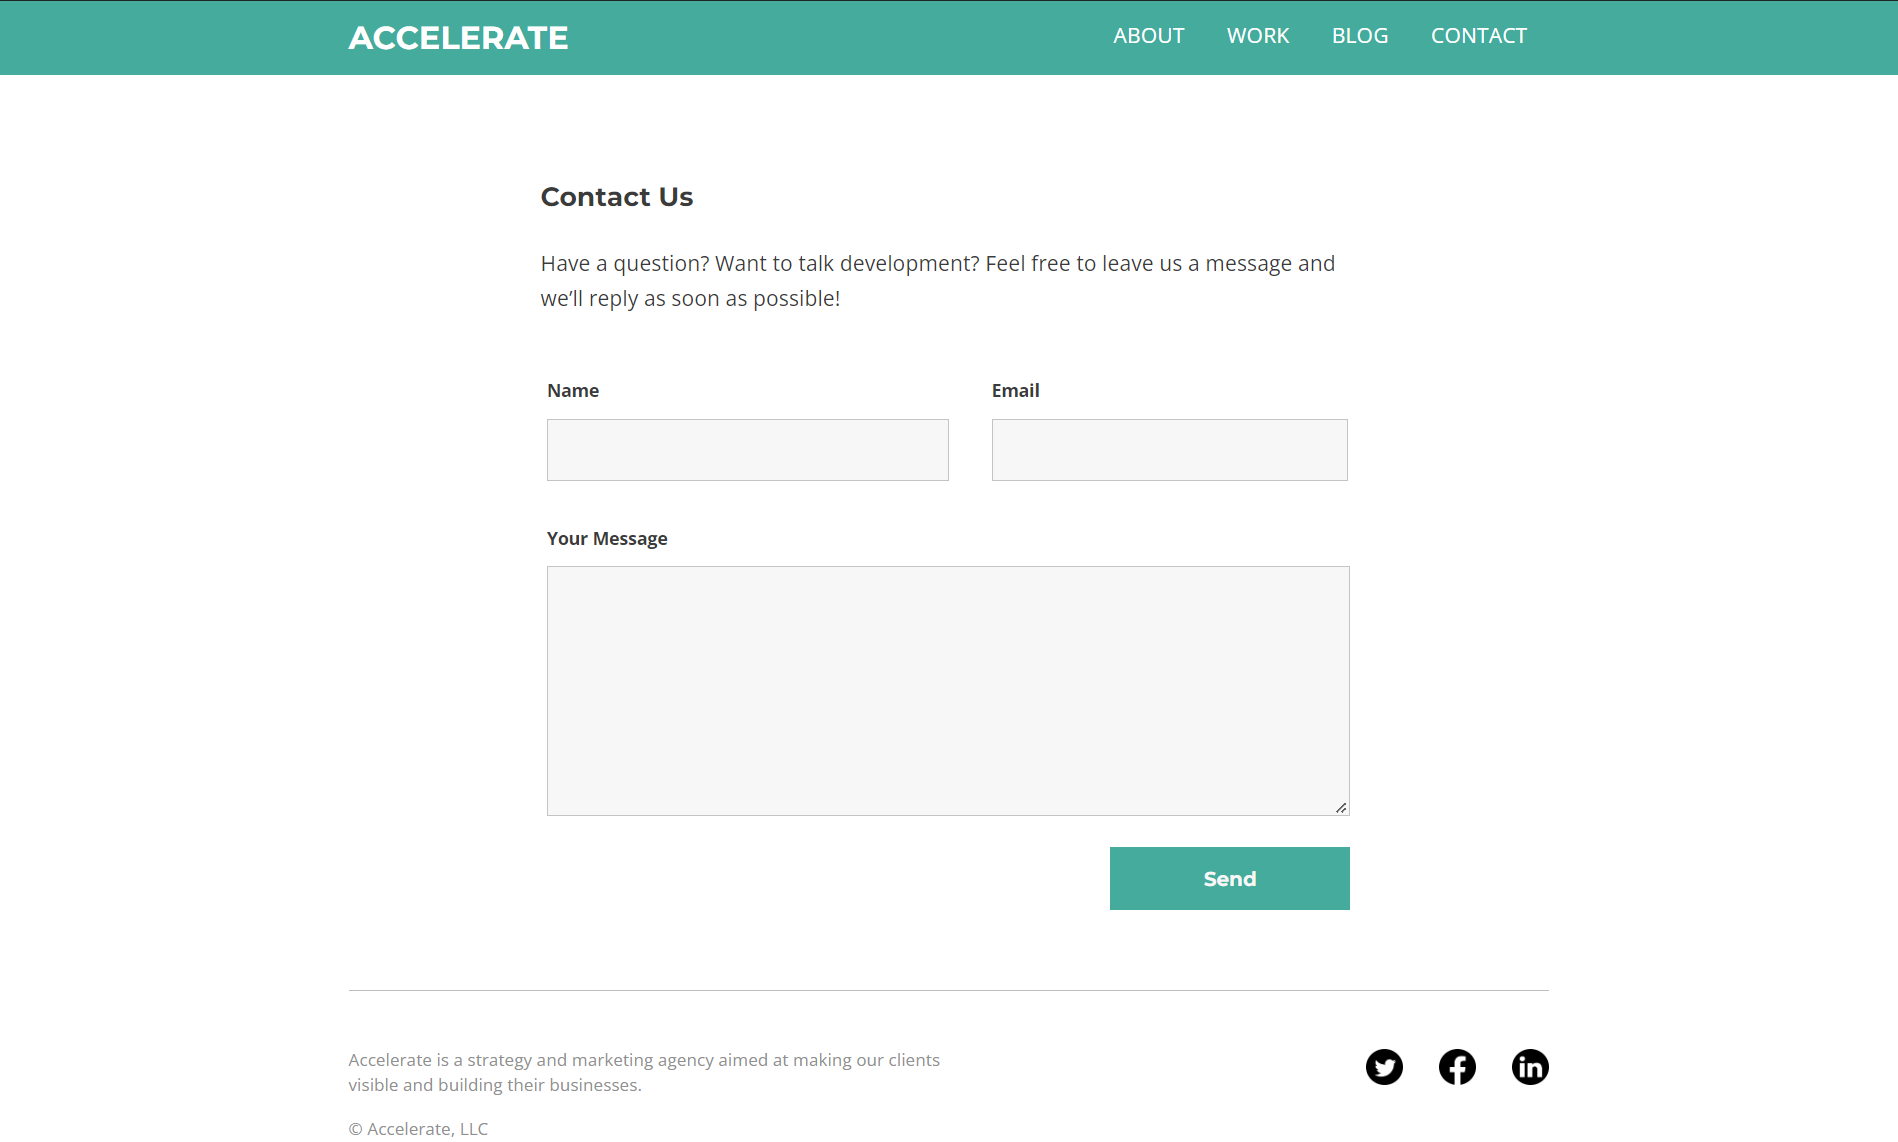 ACCELERATE
ABOUT WORK BLOG CONTACT
Contact Us
Have a question? Want to talk development? Feel free to leave us a message and
we’ll reply as soon as possible!
Name
Email
Your Message
Send
Accelerate is a strategy and marketing agency aimed at making our clients
visible and building their businesses.
© Accelerate, LLC